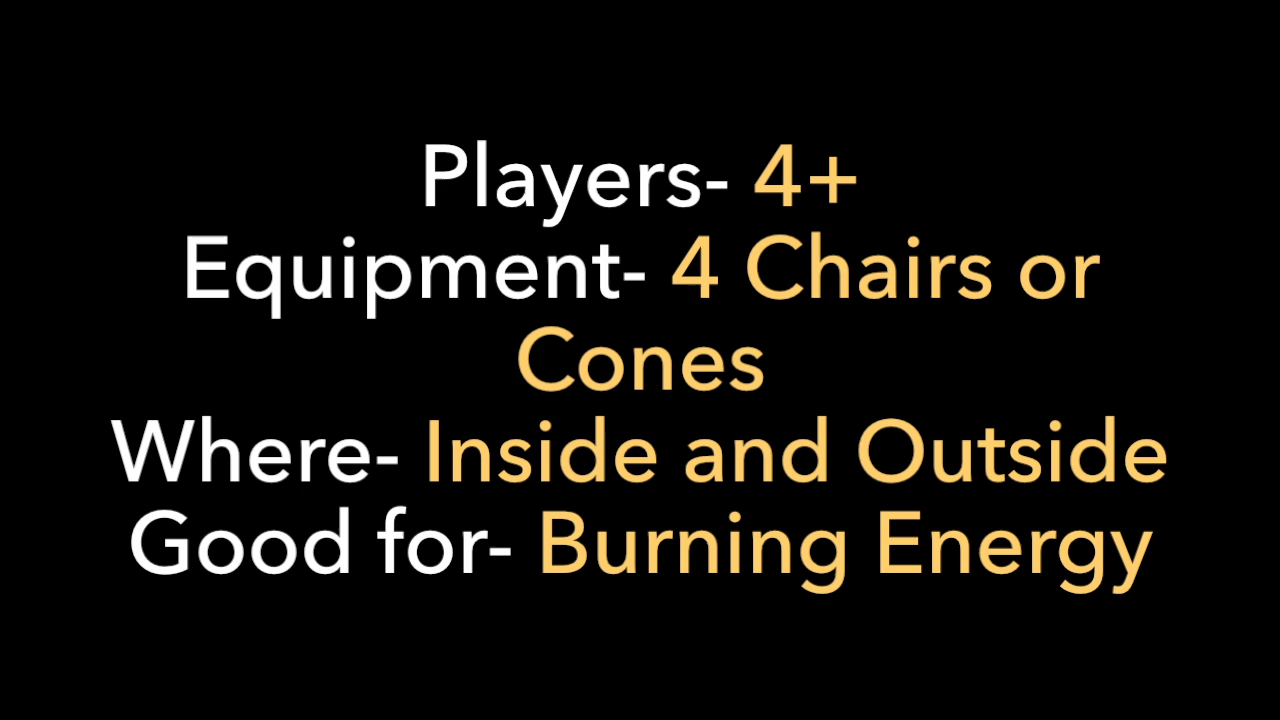 Players- 4+
Equipment- 4 Chairs or
Cones
Where- Inside and Outside
Good for- Burning Energy